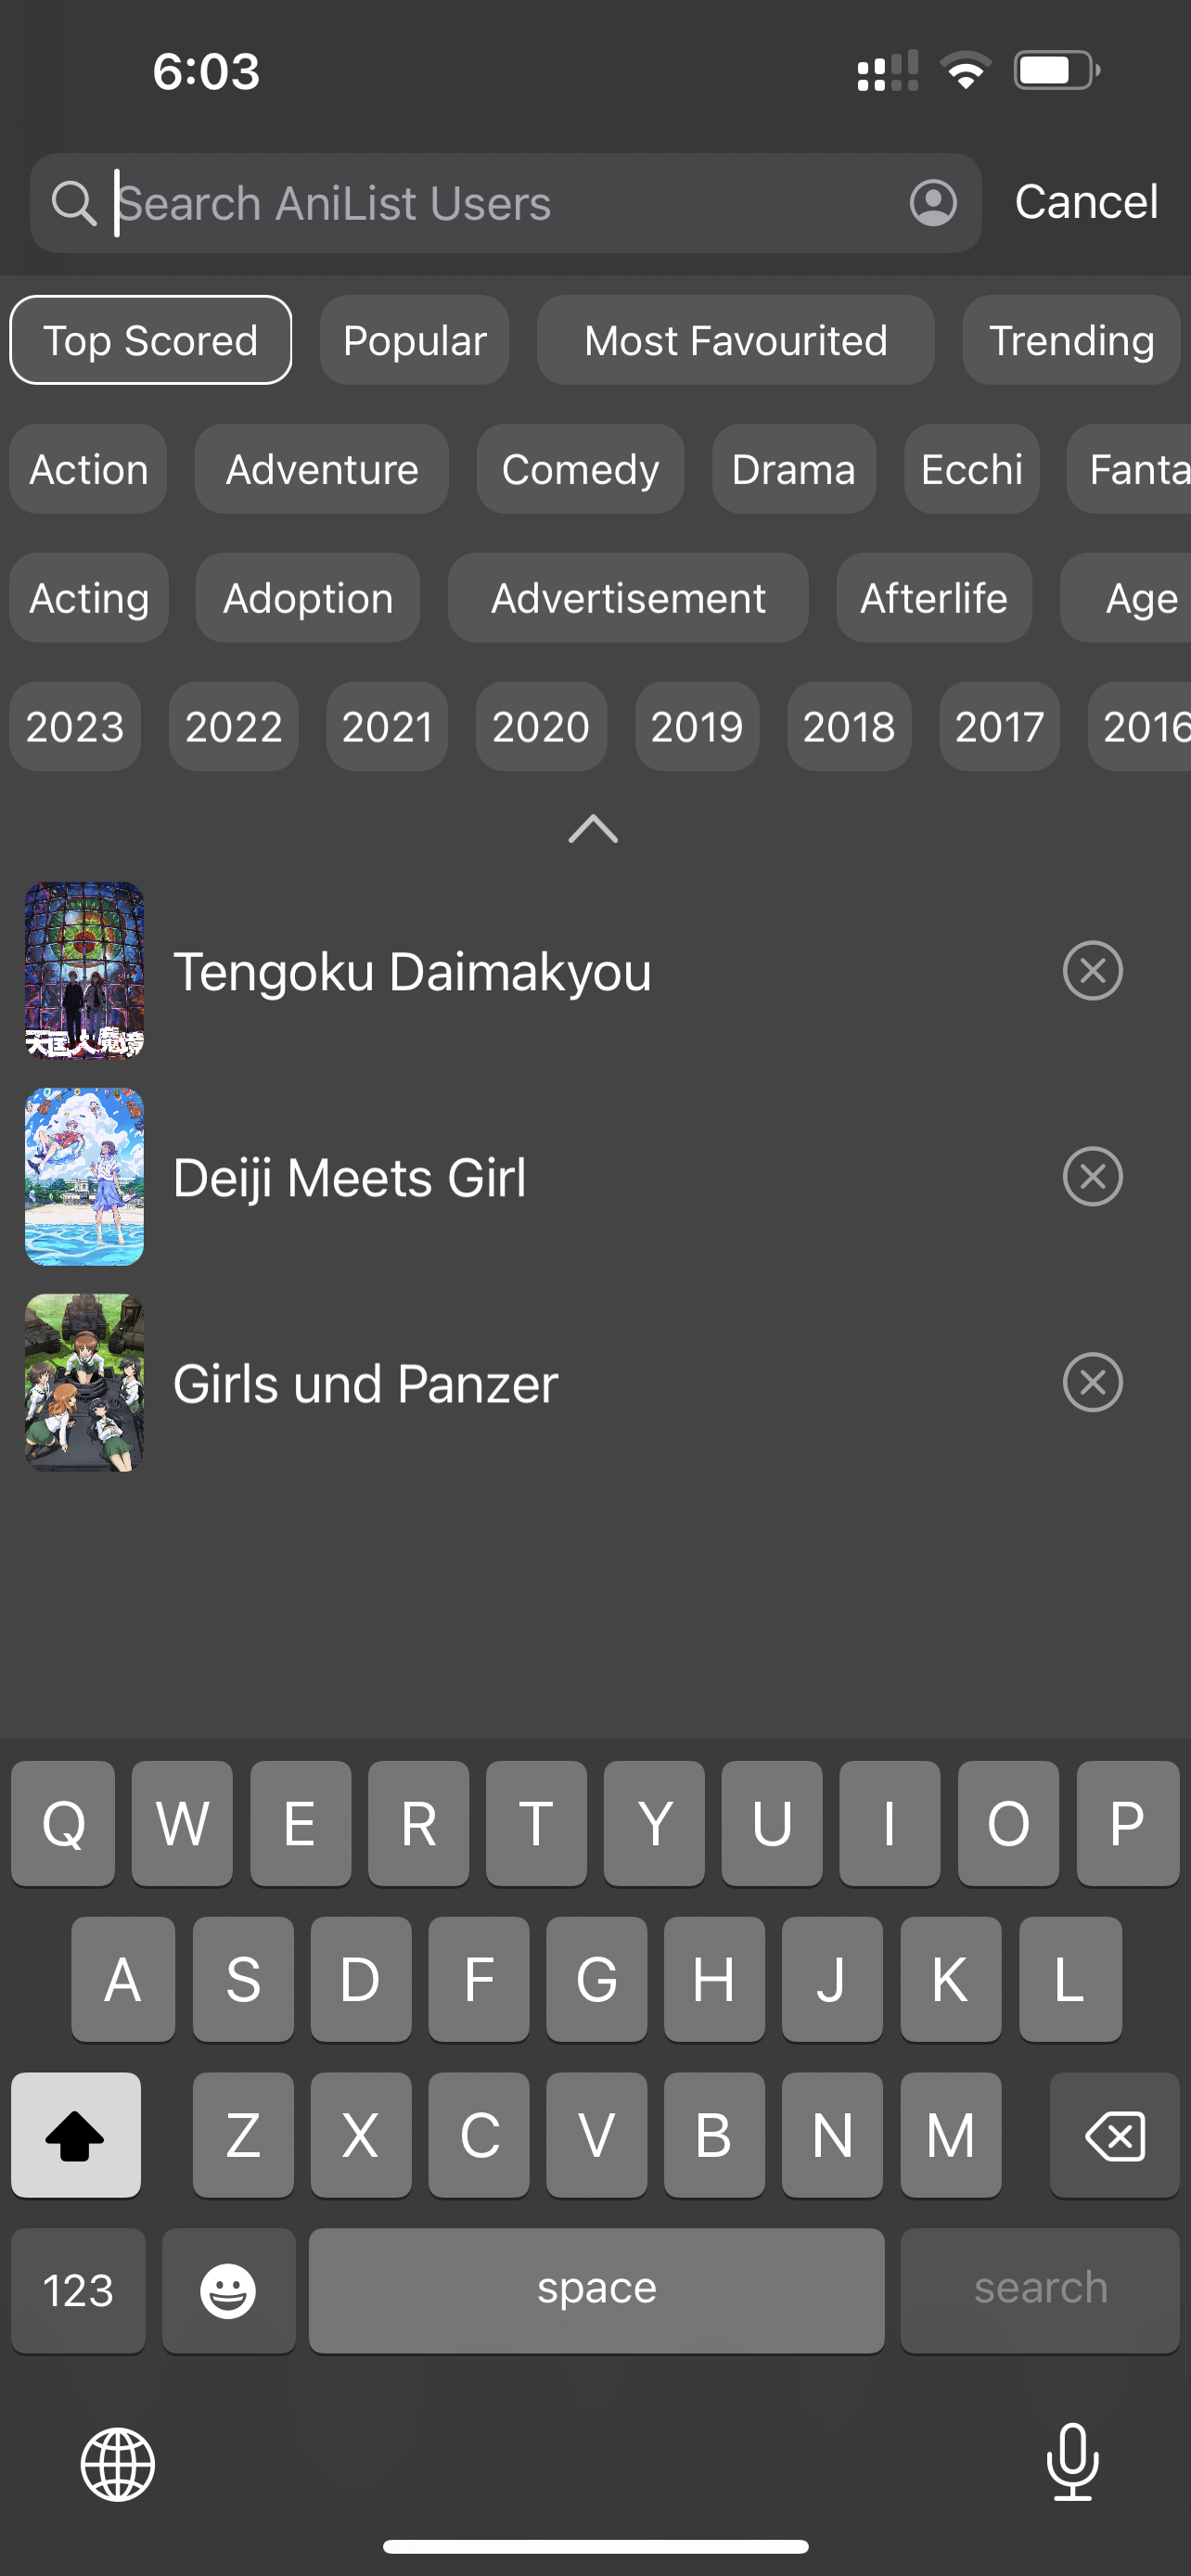 6:03
Search AniList Users
Cancel
Top Scored Popular Most Favourited Trending
Action Adventure Comedy Drama Ecchi Fanta
Acting Adoption Advertisement Afterlife Age
2023 2022 2021 2020 2019 2018 2017 2016
天国大魔境
Tengoku Daimakyou
Deiji Meets Girl
Girls und Panzer
Q W E R T Y U I O P
A S D F G H J K L
Z X C V B N M
123 space search